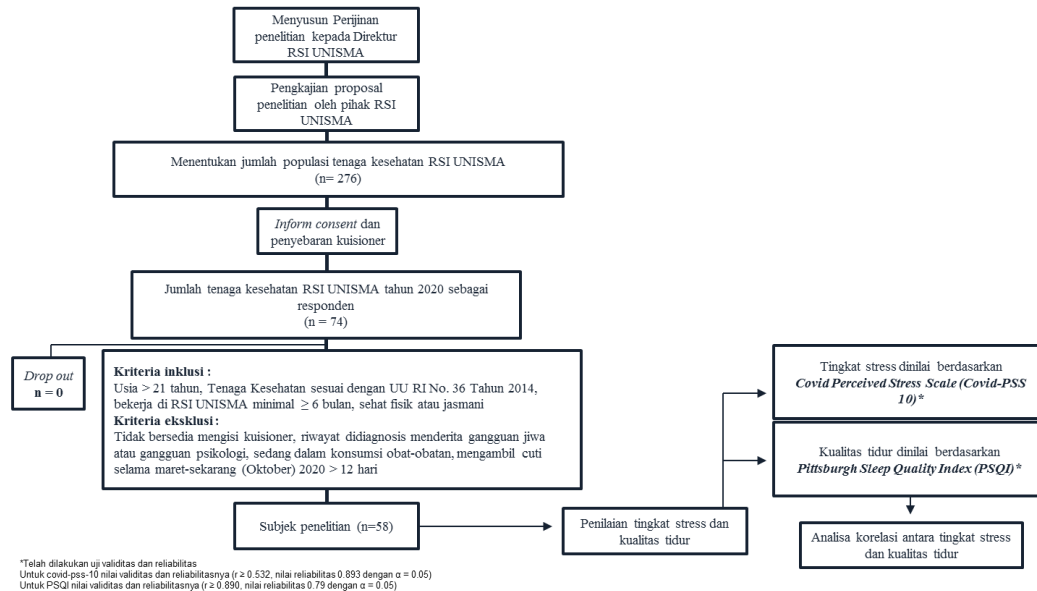 Menyusun Perijinan
penelitian kepada Direktur
RSI UNISMA
Pengkajian proposal
penelitian oleh pihak RSI
UNISMA
Menentukan jumlah populasi tenaga kesehatan RSI UNISMA
(n= 276)
Inform consent dan
penyebaran kuisioner
Jumlah tenaga kesehatan RSI UNISMA tahun 2020 sebagai
responden
(n = 74)
Drop out
n = 0
Kriteria inklusi :
Usia > 21 tahun, Tenaga Kesehatan sesuai dengan UU RI No. 36 Tahun 2014,
bekerja di RSI UNISMA minimal ≥ 6 bulan, sehat fisik atau jasmani
Kriteria eksklusi :
Tidak bersedia mengisi kuisioner, riwayat didiagnosis menderita gangguan jiwa
atau gangguan psikologi, sedang dalam konsumsi obat-obatan, mengambil cuti
selama maret-sekarang (Oktober) 2020 > 12 hari
Subjek penelitian (n=58)
Penilaian tingkat stress dan
kualitas tidur
Tingkat stress dinilai berdasarkan
Covid Perceived Stress Scale (Covid-PSS
10)*
Kualitas tidur dinilai berdasarkan
Pittsburgh Sleep Quality Index (PSQI)*
Analisa korelasi antara tingkat stress
dan kualitas tidur
*Telah dilakukan uji validitas dan reliabilitas
Untuk covid-pss-10 nilai validitas dan reliabilitasnya (r ≥ 0.532, nilai reliabilitas 0.893 dengan α = 0.05)
Untuk PSQI nilai validitas dan reliabilitasnya (r ≥ 0.890, nilai reliabilitas 0.79 dengan α = 0.05)